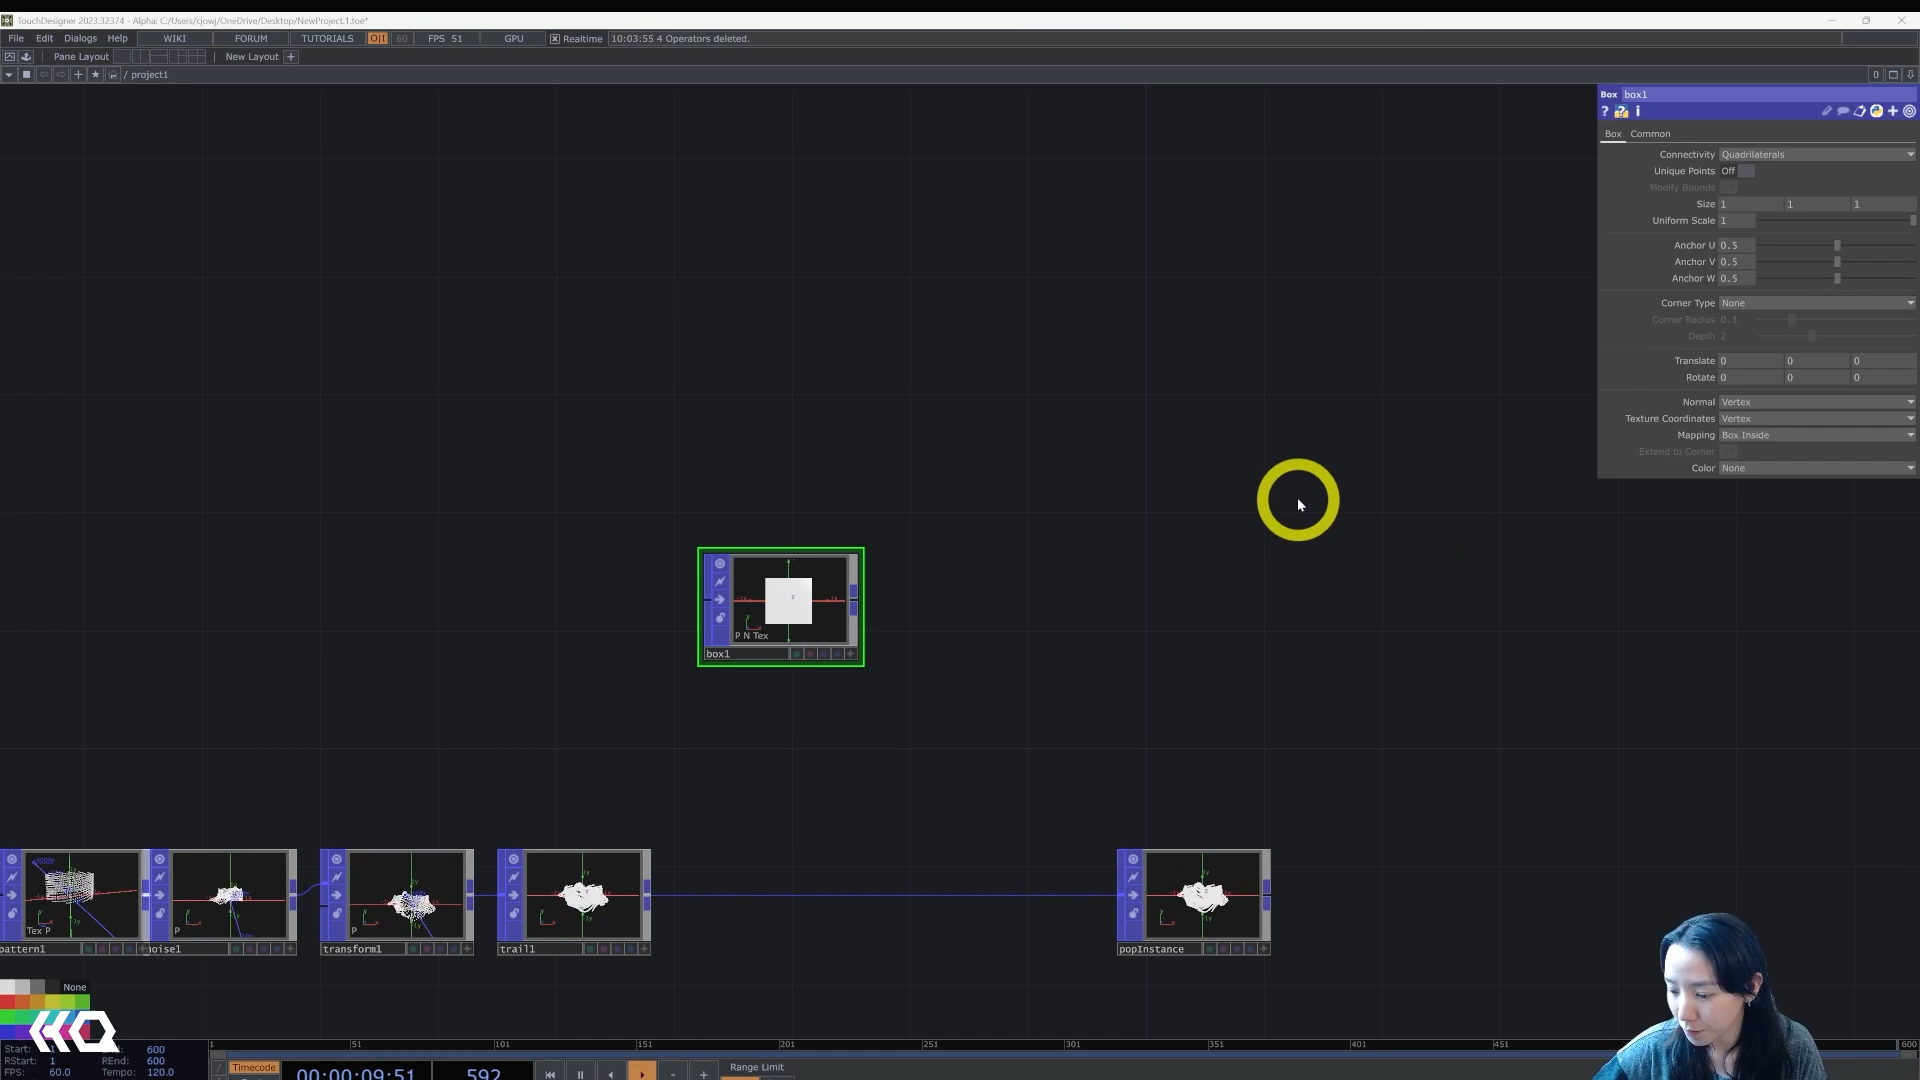 TouchDesigner 2023.32374 - Alpha: C:/Users/cjowj/OneDrive/Desktop/NewProject.1.toe*
File Edit Dialogs Help WIKI FORUM TUTORIALS O|I 60 FPS 51 GPU Realtime 10:03:55 4 Operators deleted.
Pane Layout New Layout +
/ project1 0
Box box1
? ? i
Box Common
Connectivity Quadrilaterals
Unique Points Off
Modify Bounds
Size 1 1 1
Uniform Scale 1
Anchor U 0.5
Anchor V 0.5
Anchor W 0.5
Corner Type None
Corner Radius 0.1
Depth 2
Translate 0 0 0
Rotate 0 0 0
Normal Vertex
Texture Coordinates Vertex
Mapping Box Inside
Extend to Corner
Color None
P N Tex
box1
Tex P
P
P
pattern1
noise1
transform1
trail1
popInstance
None
Start: 600
RStart: 1 REnd: 600
FPS: 60.0 Tempo: 120.0
1 51 101 151 201 251 301 351 401 451 600
Timecode 00:00:09:51 592 Range Limit